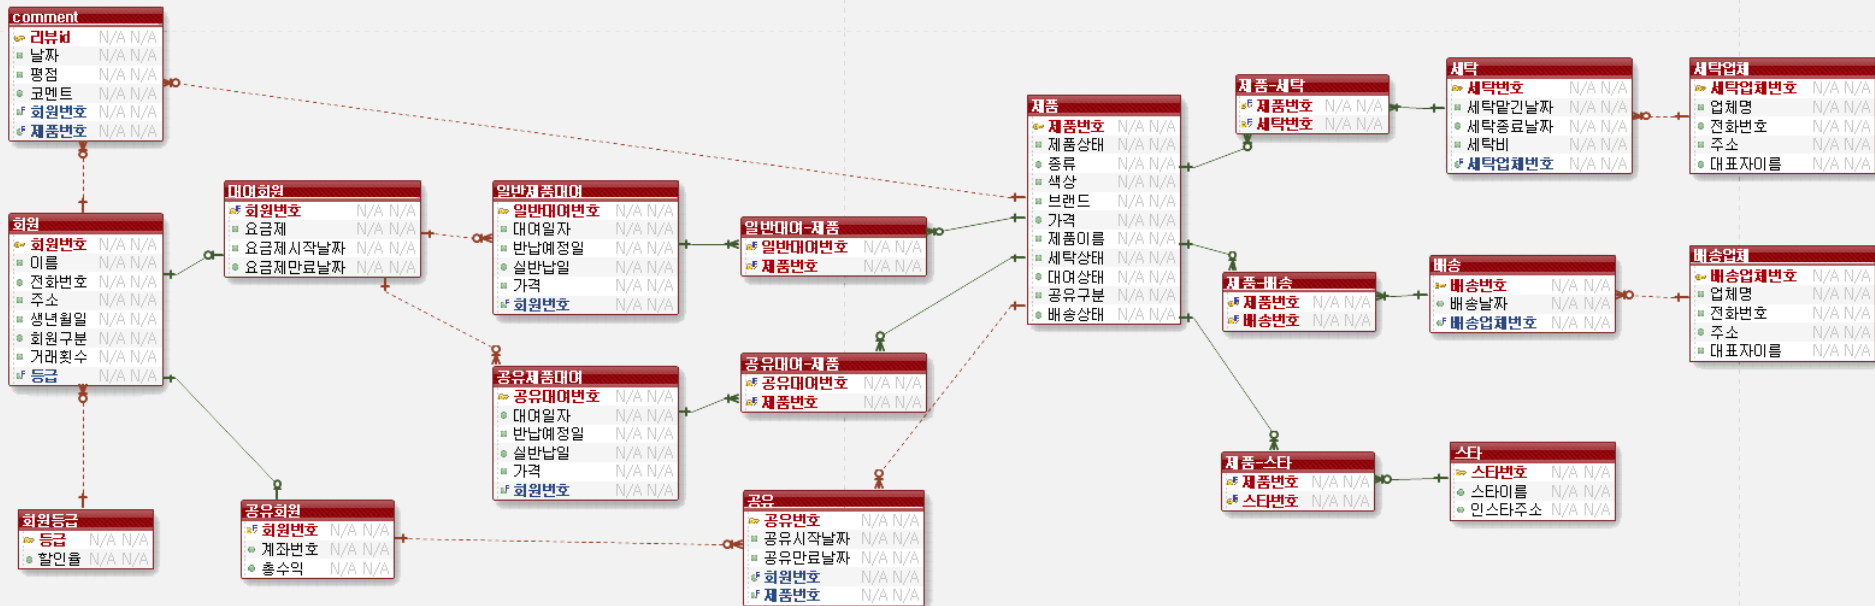 comment
리뷰id N/A N/A
날짜 N/A N/A
평점 N/A N/A
코멘트 N/A N/A
회원번호 N/A N/A
제품번호 N/A N/A
회원
회원번호 N/A N/A
이름 N/A N/A
전화번호 N/A N/A
주소 N/A N/A
생년월일 N/A N/A
회원구분 N/A N/A
거래횟수 N/A N/A
등급 N/A N/A
회원등급
등급 N/A N/A
할인율 N/A N/A
대여회원
회원번호 N/A N/A
요금제 N/A N/A
요금제시작날짜 N/A N/A
요금제만료날짜 N/A N/A
공유회원
회원번호 N/A N/A
계좌번호 N/A N/A
총수익 N/A N/A
일반제품대여
일반대여번호 N/A N/A
대여일자 N/A N/A
반납예정일 N/A N/A
실반납일 N/A N/A
가격 N/A N/A
회원번호 N/A N/A
공유제품대여
공유대여번호 N/A N/A
대여일자 N/A N/A
반납예정일 N/A N/A
실반납일 N/A N/A
가격 N/A N/A
회원번호 N/A N/A
일반대여-제품
일반대여번호 N/A N/A
제품번호 N/A N/A
공유대여-제품
공유대여번호 N/A N/A
제품번호 N/A N/A
공유
공유번호 N/A N/A
공유시작날짜 N/A N/A
공유만료날짜 N/A N/A
회원번호 N/A N/A
제품번호 N/A N/A
제품
제품번호 N/A N/A
제품상태 N/A N/A
종류 N/A N/A
색상 N/A N/A
브랜드 N/A N/A
가격 N/A N/A
제품이름 N/A N/A
세탁상태 N/A N/A
대여상태 N/A N/A
공유구분 N/A N/A
배송상태 N/A N/A
제품-세탁
제품번호 N/A N/A
세탁번호 N/A N/A
제품-배송
제품번호 N/A N/A
배송번호 N/A N/A
제품-스타
제품번호 N/A N/A
스타번호 N/A N/A
세탁
세탁번호 N/A N/A
세탁맡긴날짜 N/A N/A
세탁종료날짜 N/A N/A
세탁비 N/A N/A
세탁업체번호 N/A N/A
배송
배송번호 N/A N/A
배송날짜 N/A N/A
배송업체번호 N/A N/A
스타
스타번호 N/A N/A
스타이름 N/A N/A
인스타주소 N/A N/A
세탁업체
세탁업체번호 N/A N/A
업체명 N/A N/A
전화번호 N/A N/A
주소 N/A N/A
대표자이름 N/A N/A
배송업체
배송업체번호 N/A N/A
업체명 N/A N/A
전화번호 N/A N/A
주소 N/A N/A
대표자이름 N/A N/A